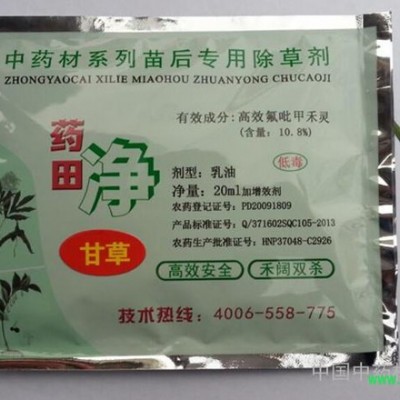 中药材系列苗后专用除草剂
ZHONGYAOCAI XILIE MIAOHOU ZHUANYONG CHUCAOJI
药田净
甘草
有效成分：高效氟吡甲禾灵
(含量：10.8%)
低毒
剂型：乳油
净量：20ml加增效剂
农药登记证号：PD20091809
产品标准证号：Q/371602SQC105-2013
农药生产批准证号：HNP37048-C2926
高效安全
禾阔双杀
技术热线：4006-558-775
中国中药
www.